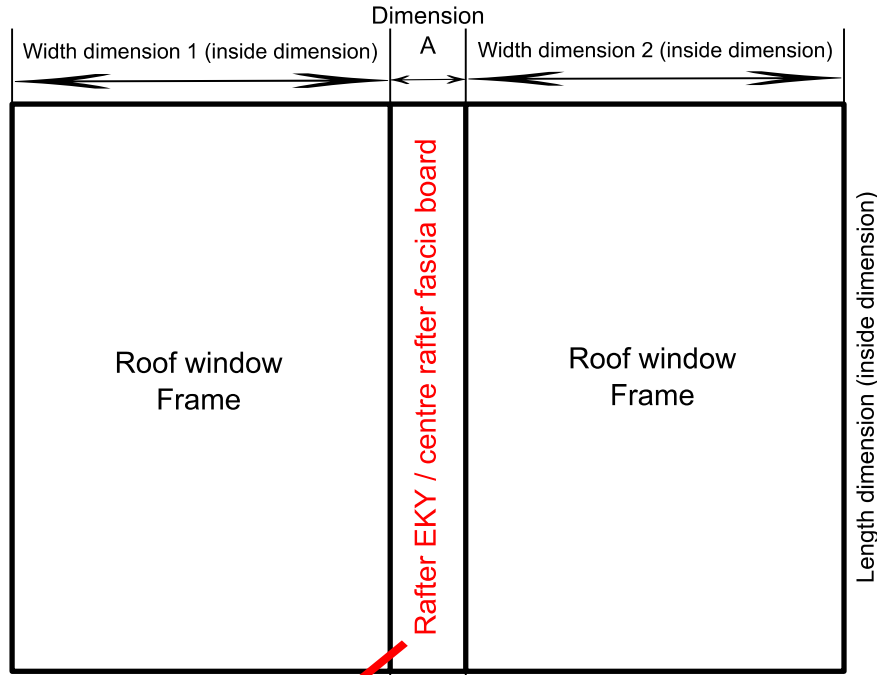 Dimension
Width dimension 1 (inside dimension)
A
Width dimension 2 (inside dimension)
Roof window
Frame
Rafter EKY / centre rafter fascia board
Roof window
Frame
Length dimension (inside dimension)